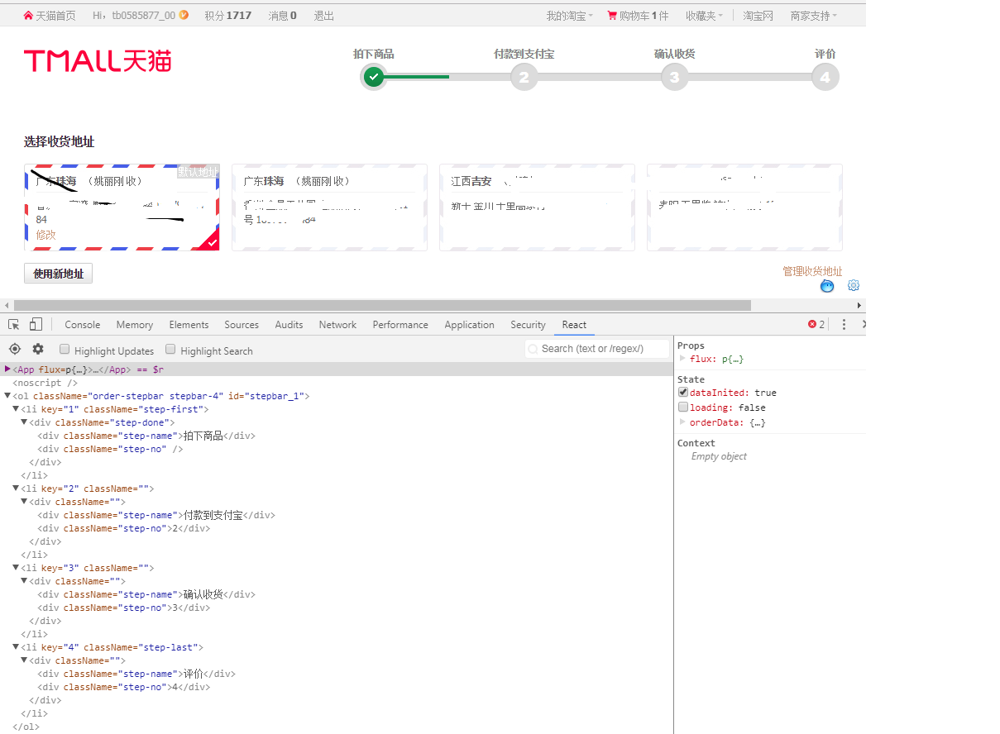 天猫首页 Hi，tb0585877_00 积分 1717 消息 0 退出 我的淘宝 购物车 1 件 收藏夹 淘宝网 商家支持
TMALL天猫
拍下商品 付款到支付宝 确认收货 评价
2 3 4
选择收货地址
广东珠海 （姚丽刚 收） 默认地址
84
修改
广东珠海 （姚丽刚 收）
号
84
江西吉安
新干 金川
使用新地址
管理收货地址
Console Memory Elements Sources Audits Network Performance Application Security React 2
Highlight Updates Highlight Search Search (text or /regex/)
<App flux=p{…}>…</App> == $r
<noscript />
<ol className="order-stepbar stepbar-4" id="stepbar_1">
<li key="1" className="step-first">
<div className="step-done">
<div className="step-name">拍下商品</div>
<div className="step-no" />
</div>
</li>
<li key="2" className="">
<div className="">
<div className="step-name">付款到支付宝</div>
<div className="step-no">2</div>
</div>
</li>
<li key="3" className="">
<div className="">
<div className="step-name">确认收货</div>
<div className="step-no">3</div>
</div>
</li>
<li key="4" className="step-last">
<div className="">
<div className="step-name">评价</div>
<div className="step-no">4</div>
</div>
</li>
</ol>
Props
flux: p{…}
State
dataInited: true
loading: false
orderData: {…}
Context
Empty object